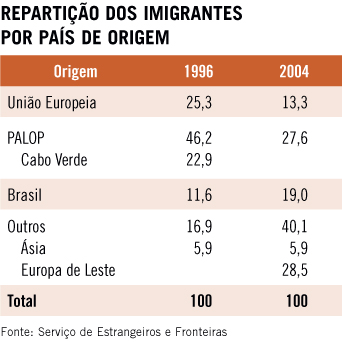 REPARTIÇÃO DOS IMIGRANTES
POR PAÍS DE ORIGEM
Origem 1996 2004
União Europeia 25,3 13,3
PALOP 46,2 27,6
Cabo Verde 22,9
Brasil 11,6 19,0
Outros 16,9 40,1
Ásia 5,9 5,9
Europa de Leste 28,5
Total 100 100
Fonte: Serviço de Estrangeiros e Fronteiras